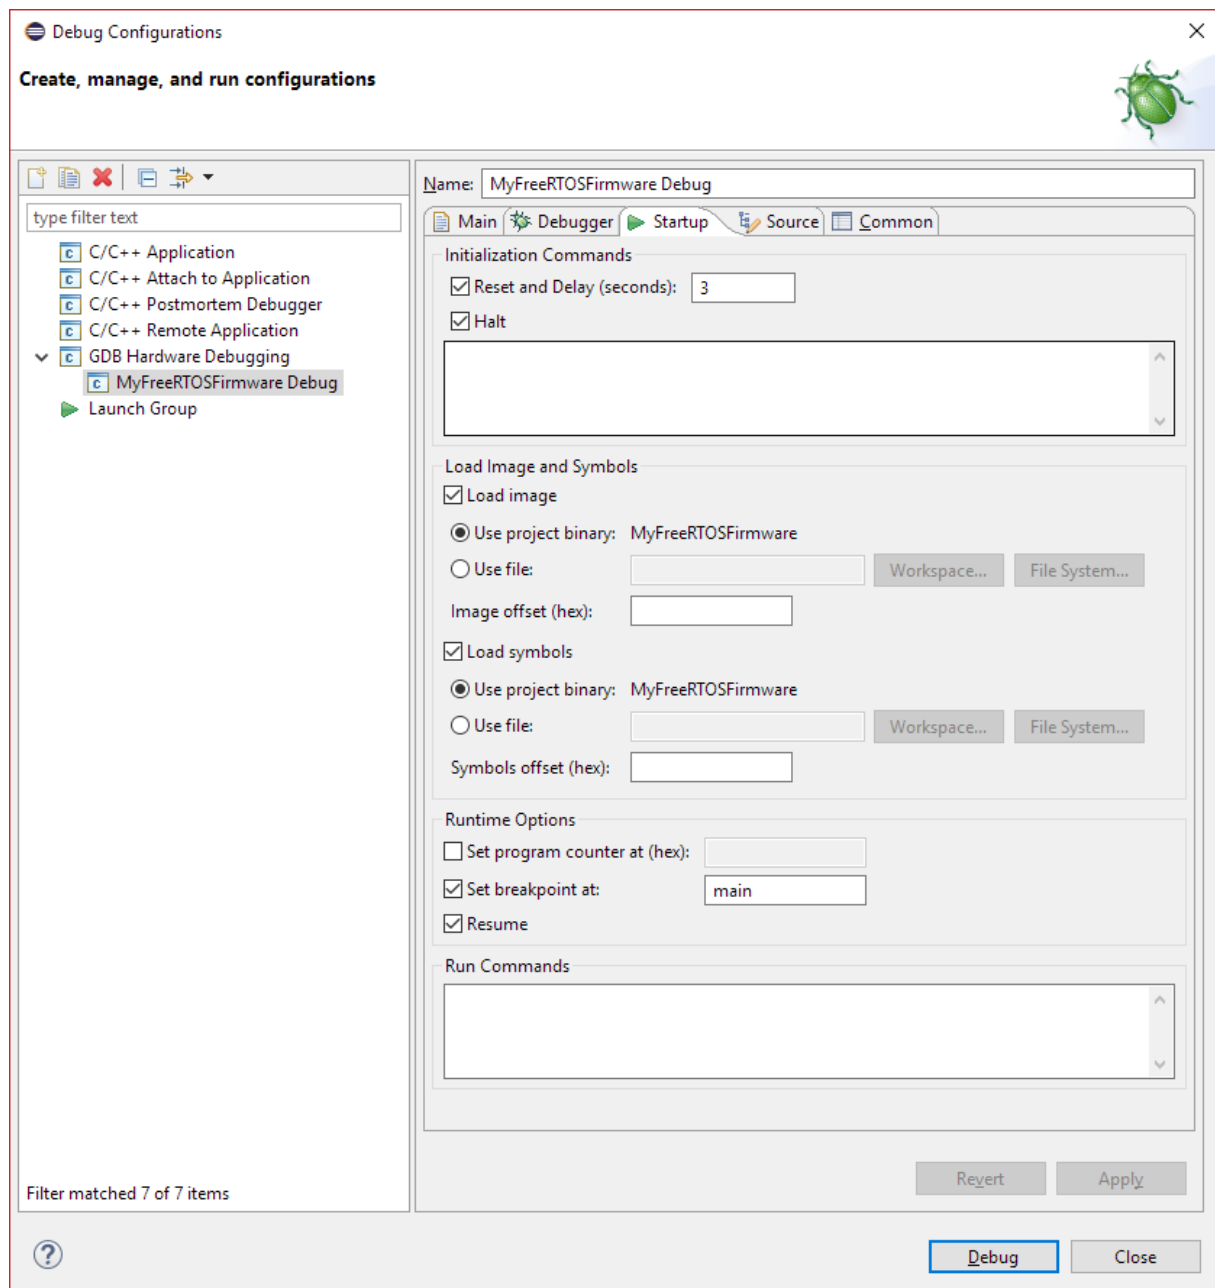 Debug Configurations
Create, manage, and run configurations
type filter text
C/C++ Application
C/C++ Attach to Application
C/C++ Postmortem Debugger
C/C++ Remote Application
GDB Hardware Debugging
MyFreeRTOSFirmware Debug
Launch Group
Filter matched 7 of 7 items
Name: MyFreeRTOSFirmware Debug
Main Debugger Startup Source Common
Initialization Commands
Reset and Delay (seconds): 3
Halt
Load Image and Symbols
Load image
Use project binary: MyFreeRTOSFirmware
Use file: Workspace... File System...
Image offset (hex):
Load symbols
Use project binary: MyFreeRTOSFirmware
Use file: Workspace... File System...
Symbols offset (hex):
Runtime Options
Set program counter at (hex):
Set breakpoint at: main
Resume
Run Commands
Revert Apply
? Debug Close